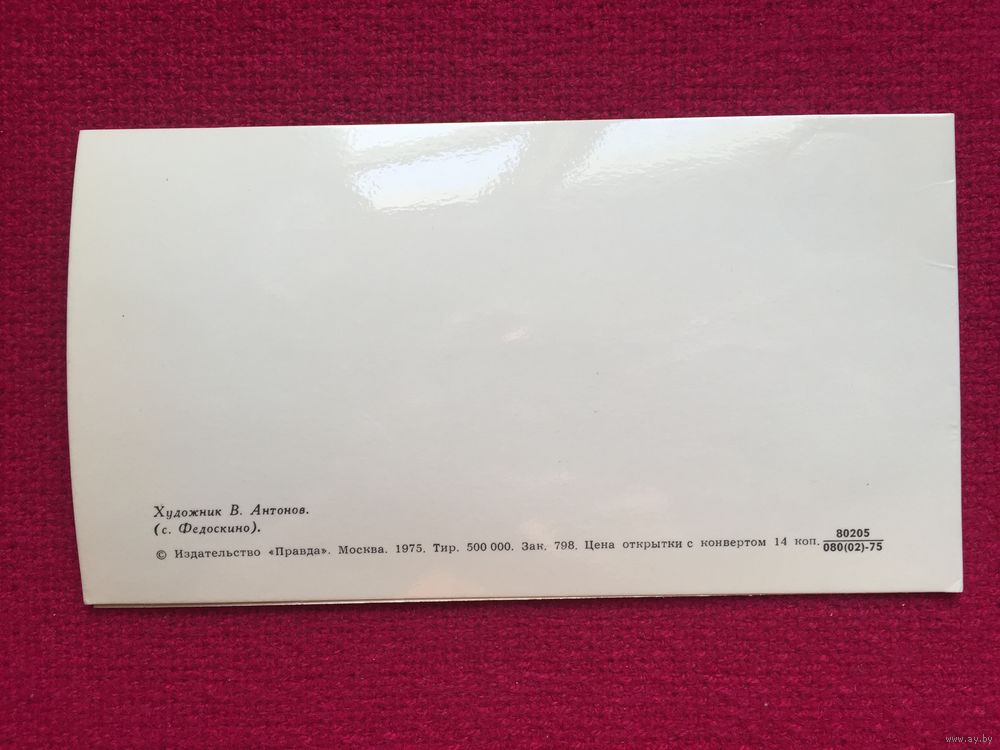 Художник В. Антонов.
(с. Федоскино).
© Издательство «Правда». Москва. 1975. Тир. 500 000. Зак. 798. Цена открытки с конвертом 14 коп.
80205
080(02)-75
www.ay.by